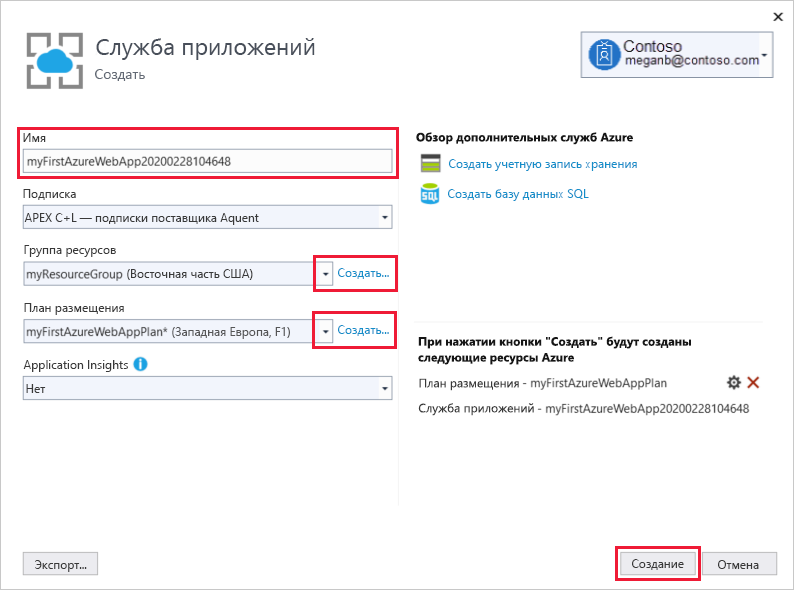 Служба приложений
Создать
Contoso
meganb@contoso.com
Имя
myFirstAzureWebApp20200228104648
Подписка
APEX C+L — подписки поставщика Aquent
Группа ресурсов
myResourceGroup (Восточная часть США)
Создать...
План размещения
myFirstAzureWebAppPlan* (Западная Европа, F1)
Создать...
Application Insights
Нет
Обзор дополнительных служб Azure
Создать учетную запись хранения
SQL
Создать базу данных SQL
При нажатии кнопки "Создать" будут созданы
следующие ресурсы Azure
План размещения - myFirstAzureWebAppPlan
Служба приложений - myFirstAzureWebApp20200228104648
Экспорт...
Создание
Отмена